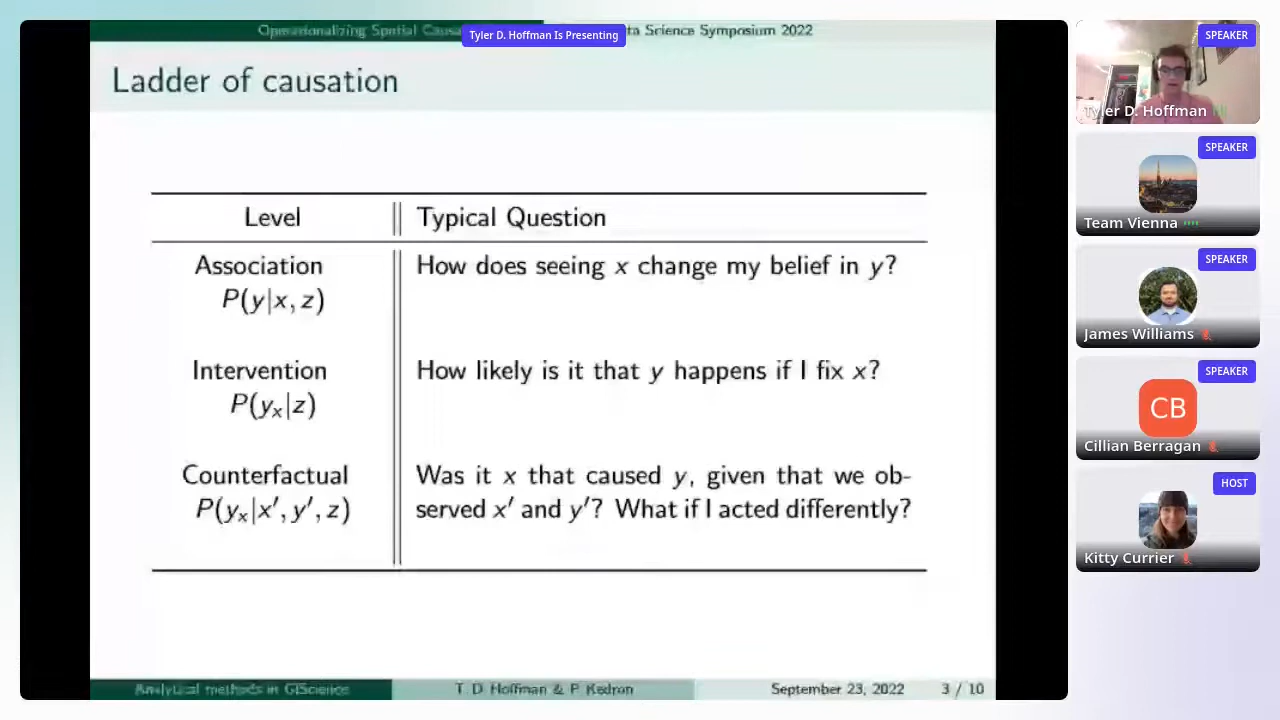 Operationalizing Spatial Causa
Tyler D. Hoffman Is Presenting
ta Science Symposium 2022
Ladder of causation
Level
Typical Question
Association
P(y|x, z)
How does seeing x change my belief in y?
Intervention
P(yₓ|z)
How likely is it that y happens if I fix x?
Counterfactual
P(yₓ|x′, y′, z)
Was it x that caused y, given that we ob-
served x′ and y′? What if I acted differently?
Analytical methods in GIScience
T. D. Hoffman & P. Kedron
September 23, 2022
3 / 10
SPEAKER
Tyler D. Hoffman
SPEAKER
Team Vienna
SPEAKER
James Williams
SPEAKER
CB
Cillian Berragan
HOST
Kitty Currier